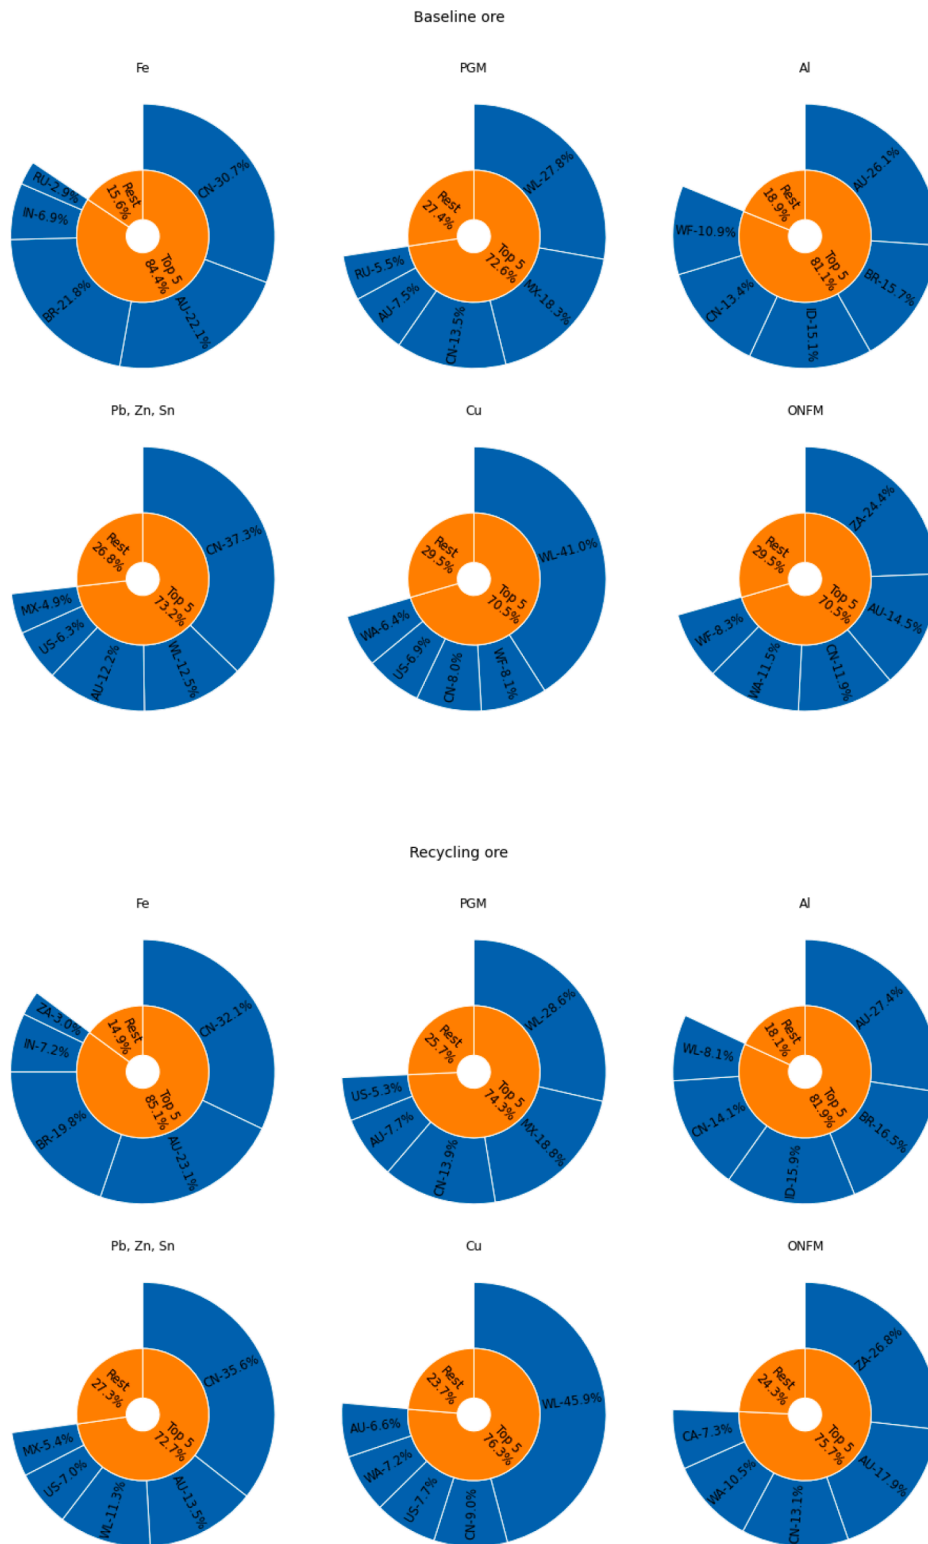 Baseline ore
Fe
CN-30.7%
AU-22.1%
BR-21.8%
IN-6.9%
RU-2.9%
Top 5
84.4%
Rest
15.6%
PGM
WL-27.8%
MX-18.3%
CN-13.5%
AU-7.5%
RU-5.5%
Top 5
72.6%
Rest
27.4%
Al
AU-26.1%
BR-15.7%
ID-15.1%
CN-13.4%
WF-10.9%
Top 5
81.1%
Rest
18.9%
Pb, Zn, Sn
CN-37.3%
WL-12.5%
AU-12.2%
US-6.3%
MX-4.9%
Top 5
73.2%
Rest
26.8%
Cu
WL-41.0%
WF-8.1%
CN-8.0%
US-6.9%
WA-6.4%
Top 5
70.5%
Rest
29.5%
ONFM
ZA-24.4%
AU-14.5%
CN-11.9%
WA-11.5%
WF-8.3%
Top 5
70.5%
Rest
29.5%
Recycling ore
Fe
CN-32.1%
AU-23.1%
BR-19.8%
IN-7.2%
ZA-3.0%
Top 5
85.1%
Rest
14.9%
PGM
WL-28.6%
MX-18.8%
CN-13.9%
AU-7.7%
US-5.3%
Top 5
74.3%
Rest
25.7%
Al
AU-27.4%
BR-16.5%
ID-15.9%
CN-14.1%
WL-8.1%
Top 5
81.9%
Rest
18.1%
Pb, Zn, Sn
CN-35.6%
AU-13.5%
WL-11.3%
US-7.0%
MX-5.4%
Top 5
72.7%
Rest
27.3%
Cu
WL-45.9%
CN-9.0%
US-7.7%
WA-7.2%
AU-6.6%
Top 5
76.3%
Rest
23.7%
ONFM
ZA-26.8%
AU-17.9%
CN-13.1%
WA-10.5%
CA-7.3%
Top 5
75.7%
Rest
24.3%